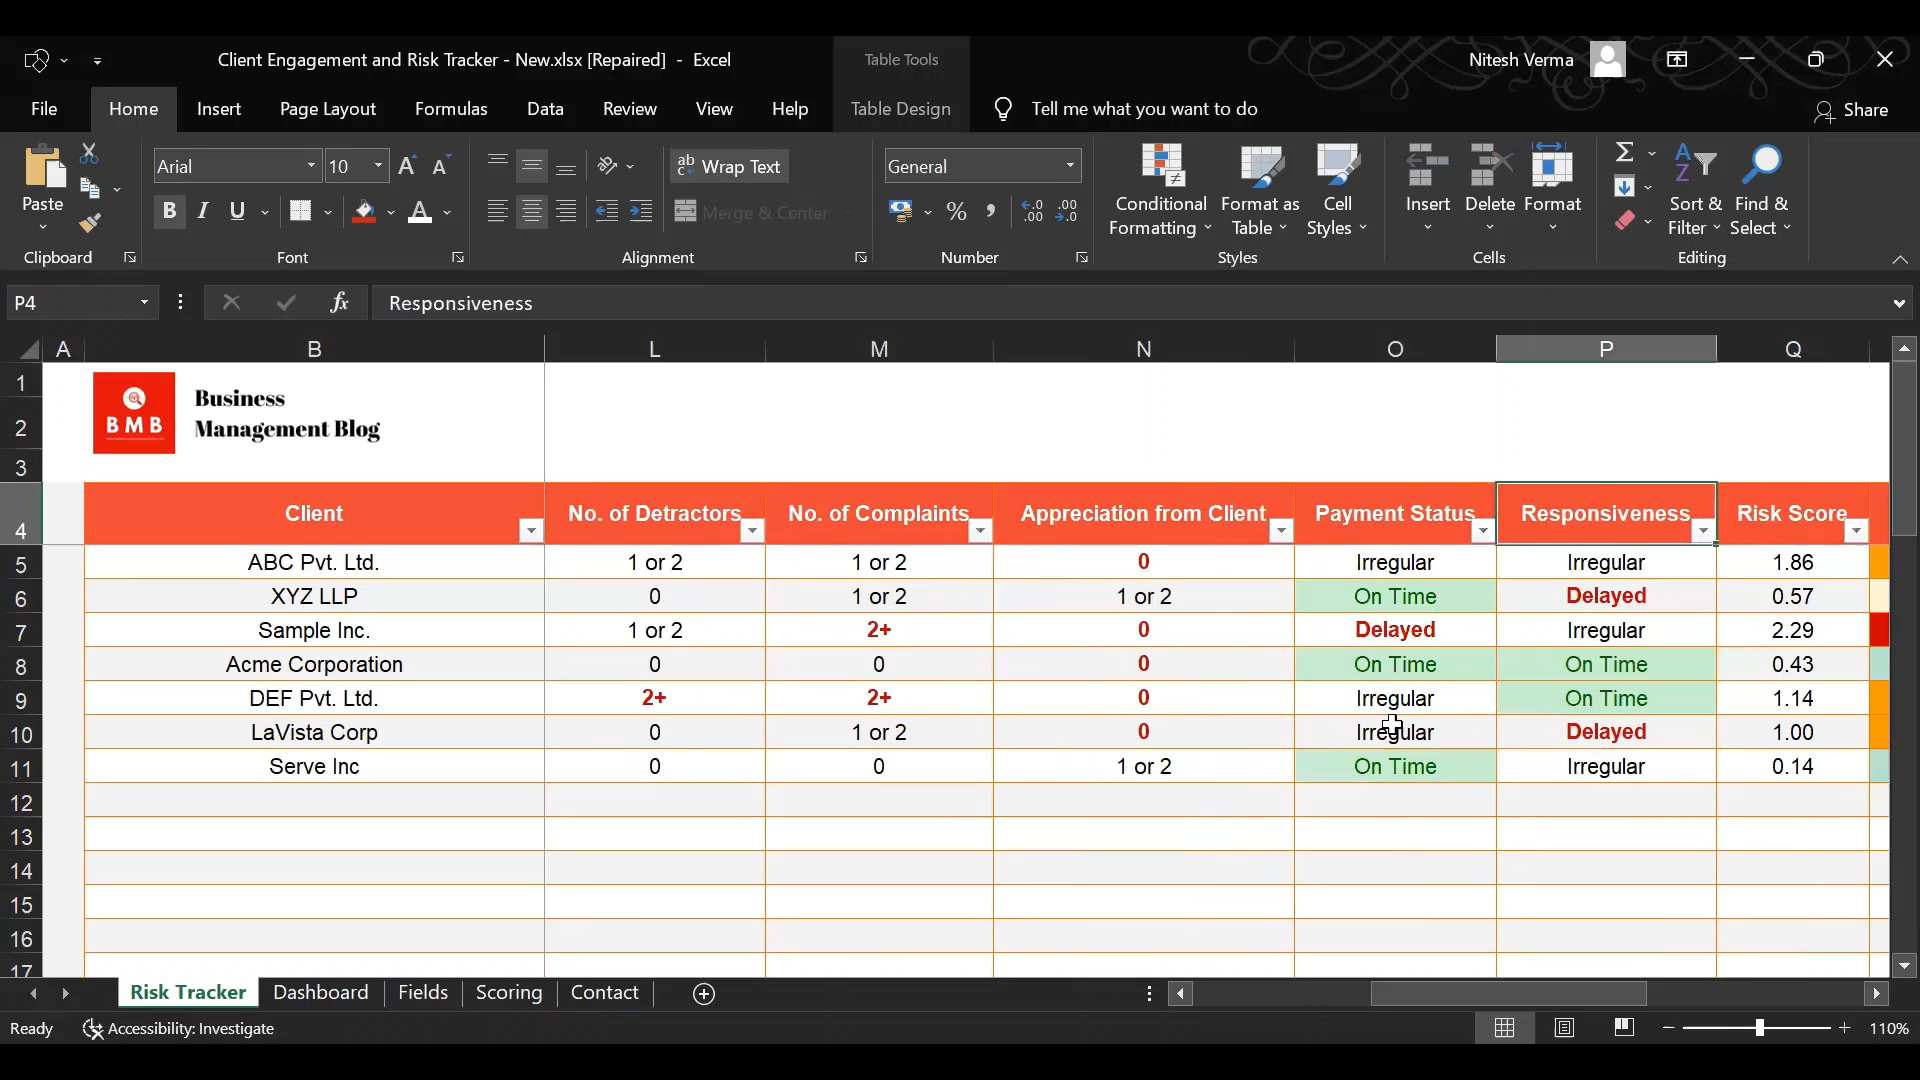 Client Engagement and Risk Tracker - New.xlsx [Repaired] - Excel
Table Tools
Nitesh Verma
File Home Insert Page Layout Formulas Data Review View Help Table Design Tell me what you want to do Share
Paste
Arial 10
ab Wrap Text
General
Conditional Formatting
Format as Table
Cell Styles
Insert Delete Format
Sort & Filter
Find & Select
B I U
Merge & Center
Clipboard Font Alignment Number Styles Cells Editing
P4 fx Responsiveness
A B L M N O P Q
1
2
3
BMB
Business
Management Blog
4 Client No. of Detractors No. of Complaints Appreciation from Client Payment Status Responsiveness Risk Score
5 ABC Pvt. Ltd. 1 or 2 1 or 2 0 Irregular Irregular 1.86
6 XYZ LLP 0 1 or 2 1 or 2 On Time Delayed 0.57
7 Sample Inc. 1 or 2 2+ 0 Delayed Irregular 2.29
8 Acme Corporation 0 0 0 On Time On Time 0.43
9 DEF Pvt. Ltd. 2+ 2+ 0 Irregular On Time 1.14
10 LaVista Corp 0 1 or 2 0 Irregular Delayed 1.00
11 Serve Inc 0 0 1 or 2 On Time Irregular 0.14
12
13
14
15
16
17
Risk Tracker Dashboard Fields Scoring Contact
Ready Accessibility: Investigate 110%